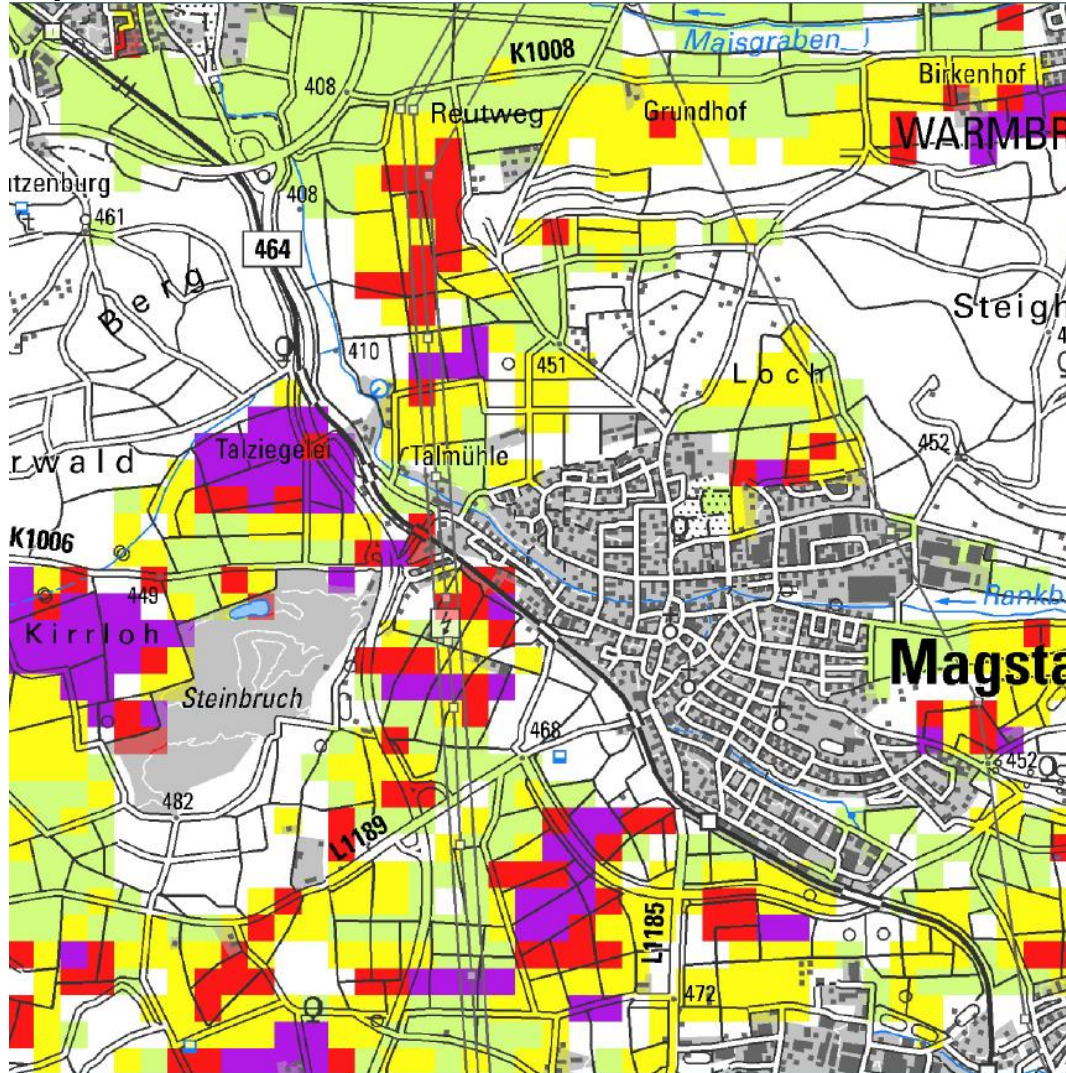 Maisgraben
K1008
Birkenhof
408
Reutweg
Grundhof
WARMBR
utzenburg
408
461
464
Berg
Steigh
410
451
Loch
Talziegelei
Talmühle
452
rwald
K1006
449
Rankb
Kirrloh
Magsta
Steinbruch
468
452
482
L1189
L1185
472